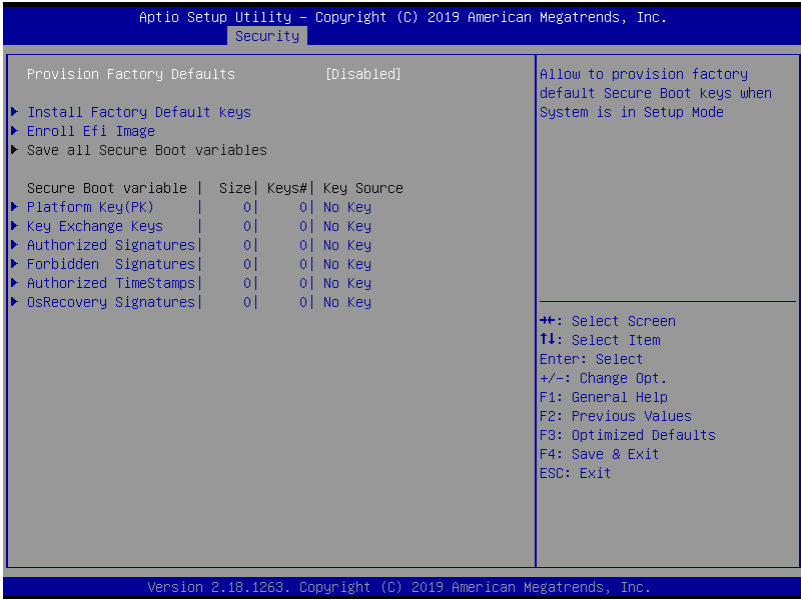 Aptio Setup Utility – Copyright (C) 2019 American Megatrends, Inc.
Security
Provision Factory Defaults [Disabled]
▶ Install Factory Default keys
▶ Enroll Efi Image
▶ Save all Secure Boot variables
Secure Boot variable | Size| Keys#| Key Source
▶ Platform Key(PK) | 0| 0| No Key
▶ Key Exchange Keys | 0| 0| No Key
▶ Authorized Signatures| 0| 0| No Key
▶ Forbidden Signatures| 0| 0| No Key
▶ Authorized TimeStamps| 0| 0| No Key
▶ OsRecovery Signatures| 0| 0| No Key
Allow to provision factory
default Secure Boot keys when
System is in Setup Mode
→←: Select Screen
↑↓: Select Item
Enter: Select
+/-: Change Opt.
F1: General Help
F2: Previous Values
F3: Optimized Defaults
F4: Save & Exit
ESC: Exit
Version 2.18.1263. Copyright (C) 2019 American Megatrends, Inc.